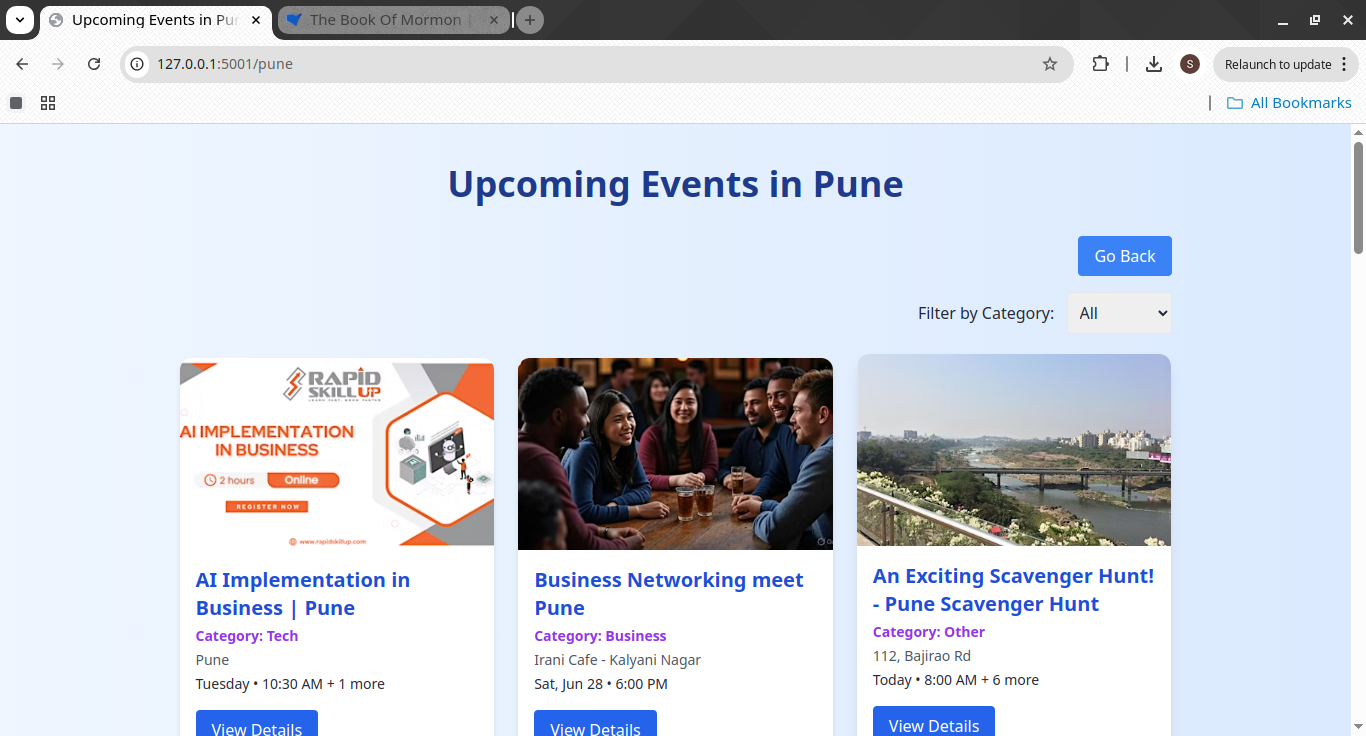 Upcoming Events in Pu
The Book Of Mormon |
127.0.0.1:5001/pune
S
Relaunch to update
All Bookmarks
Upcoming Events in Pune
Go Back
Filter by Category:
All
RAPID
SKILLUP
LEARN FAST, GROW FASTER
AI IMPLEMENTATION
IN BUSINESS
2 hours
Online
REGISTER NOW
www.rapidskillup.com
AI Implementation in
Business | Pune
Category: Tech
Pune
Tuesday • 10:30 AM + 1 more
View Details
Business Networking meet
Pune
Category: Business
Irani Cafe - Kalyani Nagar
Sat, Jun 28 • 6:00 PM
View Details
An Exciting Scavenger Hunt!
- Pune Scavenger Hunt
Category: Other
112, Bajirao Rd
Today • 8:00 AM + 6 more
View Details